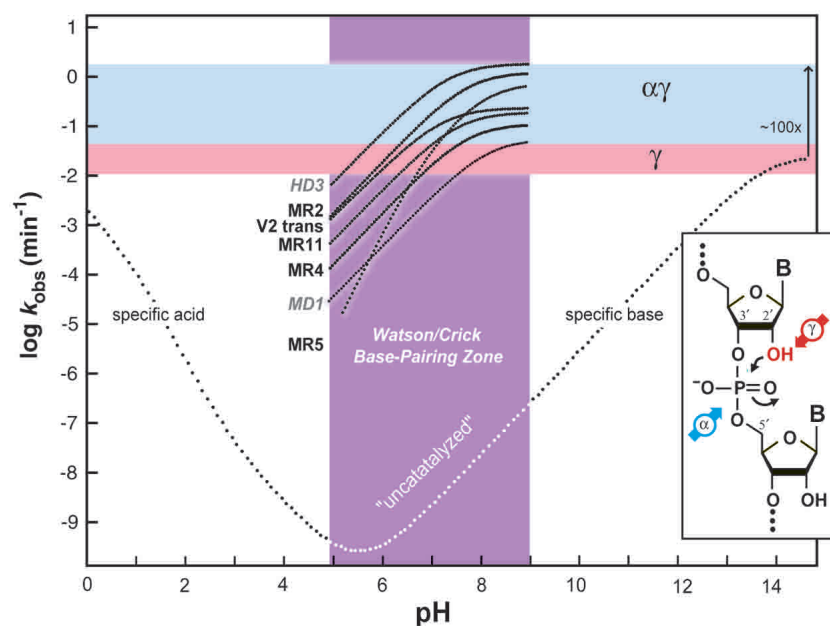 1
0
-1
-2
-3
-4
-5
-6
-7
-8
-9
log kobs (min-1)
αγ
~100x
γ
HD3
MR2
V2 trans
MR11
MR4
MD1
MR5
specific acid
specific base
Watson/Crick
Base-Pairing Zone
"uncatatalyzed"
0 2 4 6 8 10 12 14
pH
O
B
O
3′ 2′
γ
O OH
⁻O P O
O
α
5′
B
O
O OH